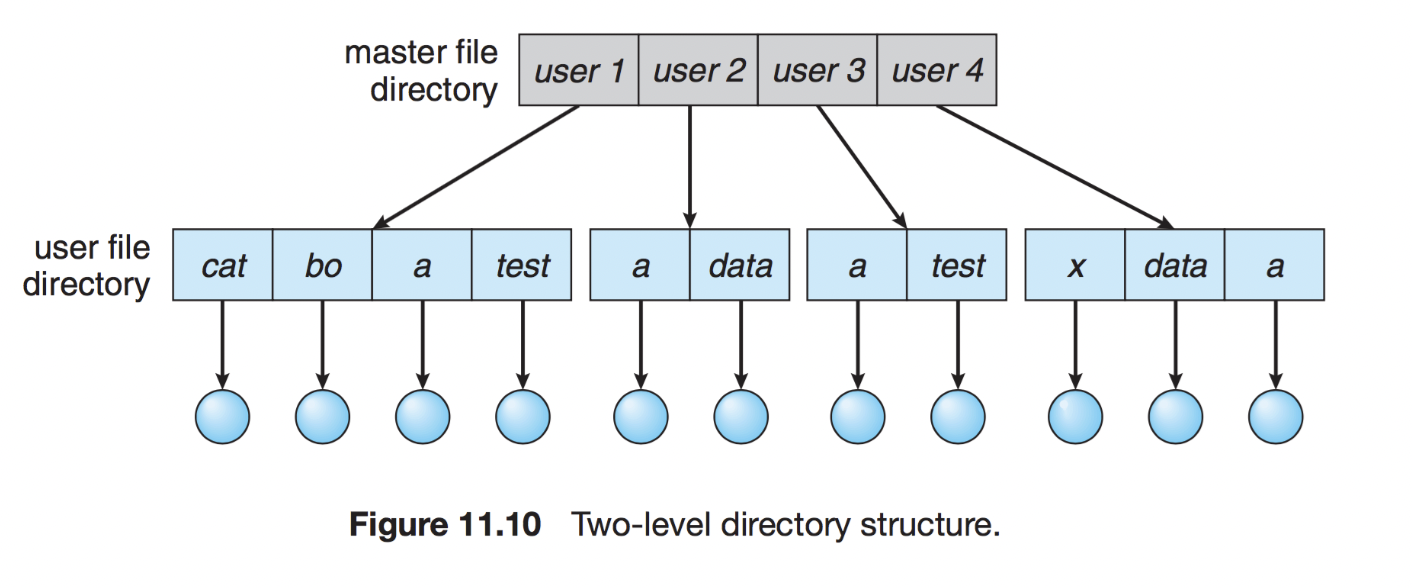 master file
directory
user 1 user 2 user 3 user 4
user file
directory
cat bo a test a data a test x data a
Figure 11.10 Two-level directory structure.